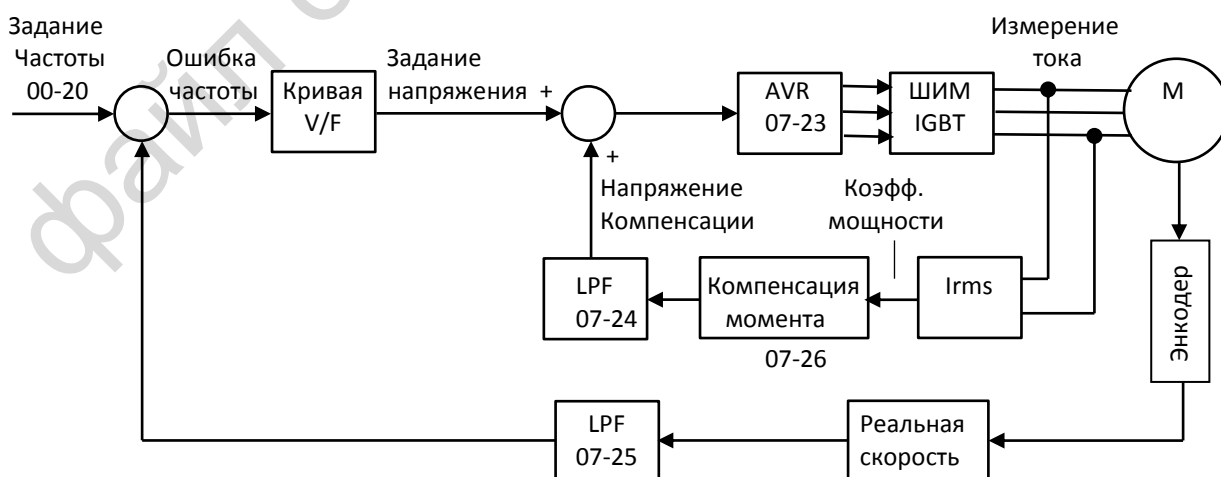 Задание
Частоты
00-20
Ошибка
частоты
Кривая
V/F
Задание
напряжения +
AVR
07-23
ШИМ
IGBT
Измерение
тока
M
+
Напряжение
Компенсации
Коэфф.
мощности
LPF
07-24
Компенсация
момента
07-26
Irms
Энкодер
LPF
07-25
Реальная
скорость
файл